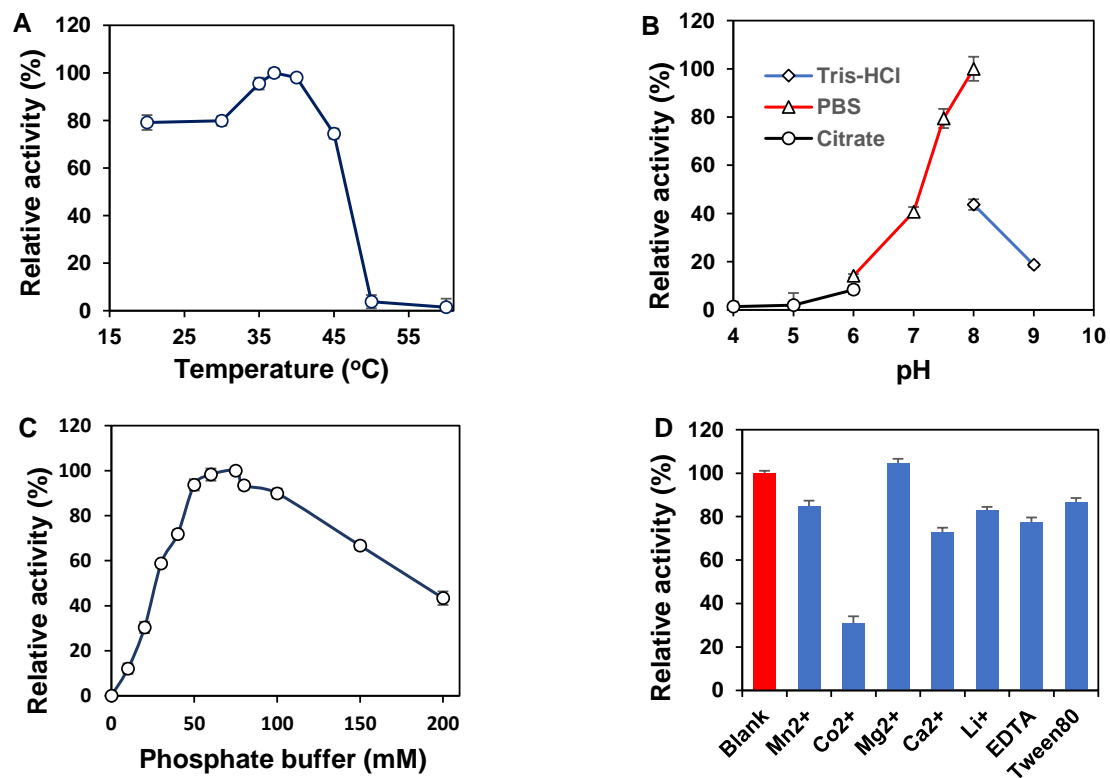 A
Relative activity (%)
120
100
80
60
40
20
0
15
25
35
45
55
Temperature (oC)
B
Relative activity (%)
120
100
80
60
40
20
0
Tris-HCl
PBS
Citrate
4
5
6
7
8
9
10
pH
C
Relative activity (%)
120
100
80
60
40
20
0
0
50
100
150
200
Phosphate buffer (mM)
D
Relative activity (%)
120
100
80
60
40
20
0
Blank
Mn2+
Co2+
Mg2+
Ca2+
Li+
EDTA
Tween80